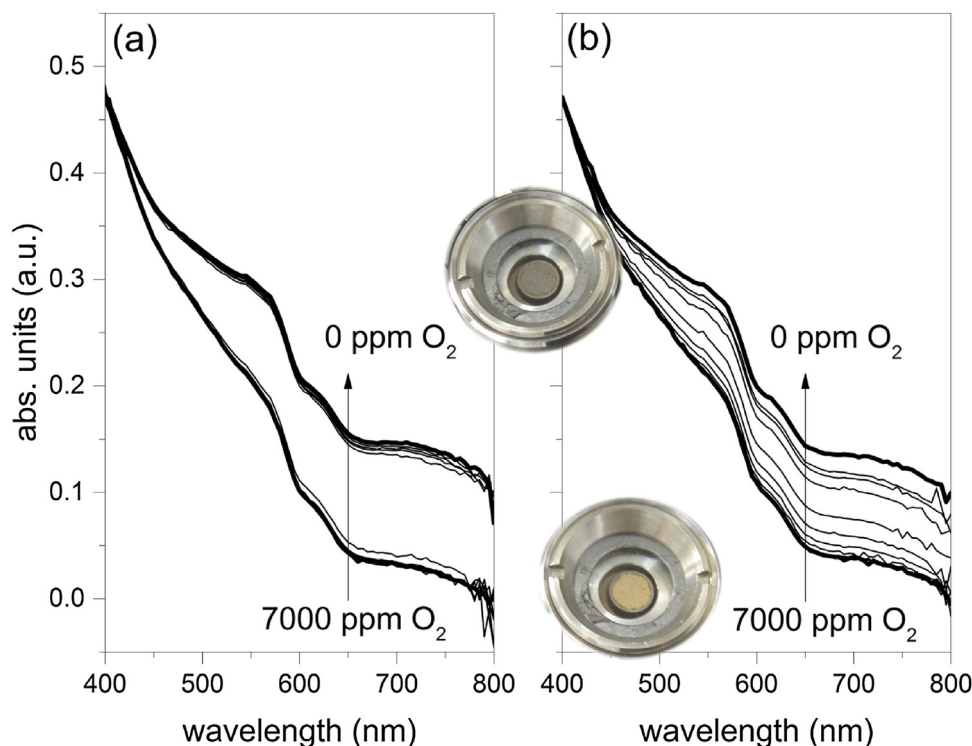 (a)
(b)
abs. units (a.u.)
0.5
0.4
0.3
0.2
0.1
0.0
0 ppm O₂
7000 ppm O₂
0 ppm O₂
7000 ppm O₂
400 500 600 700 800
400 500 600 700 800
wavelength (nm)
wavelength (nm)